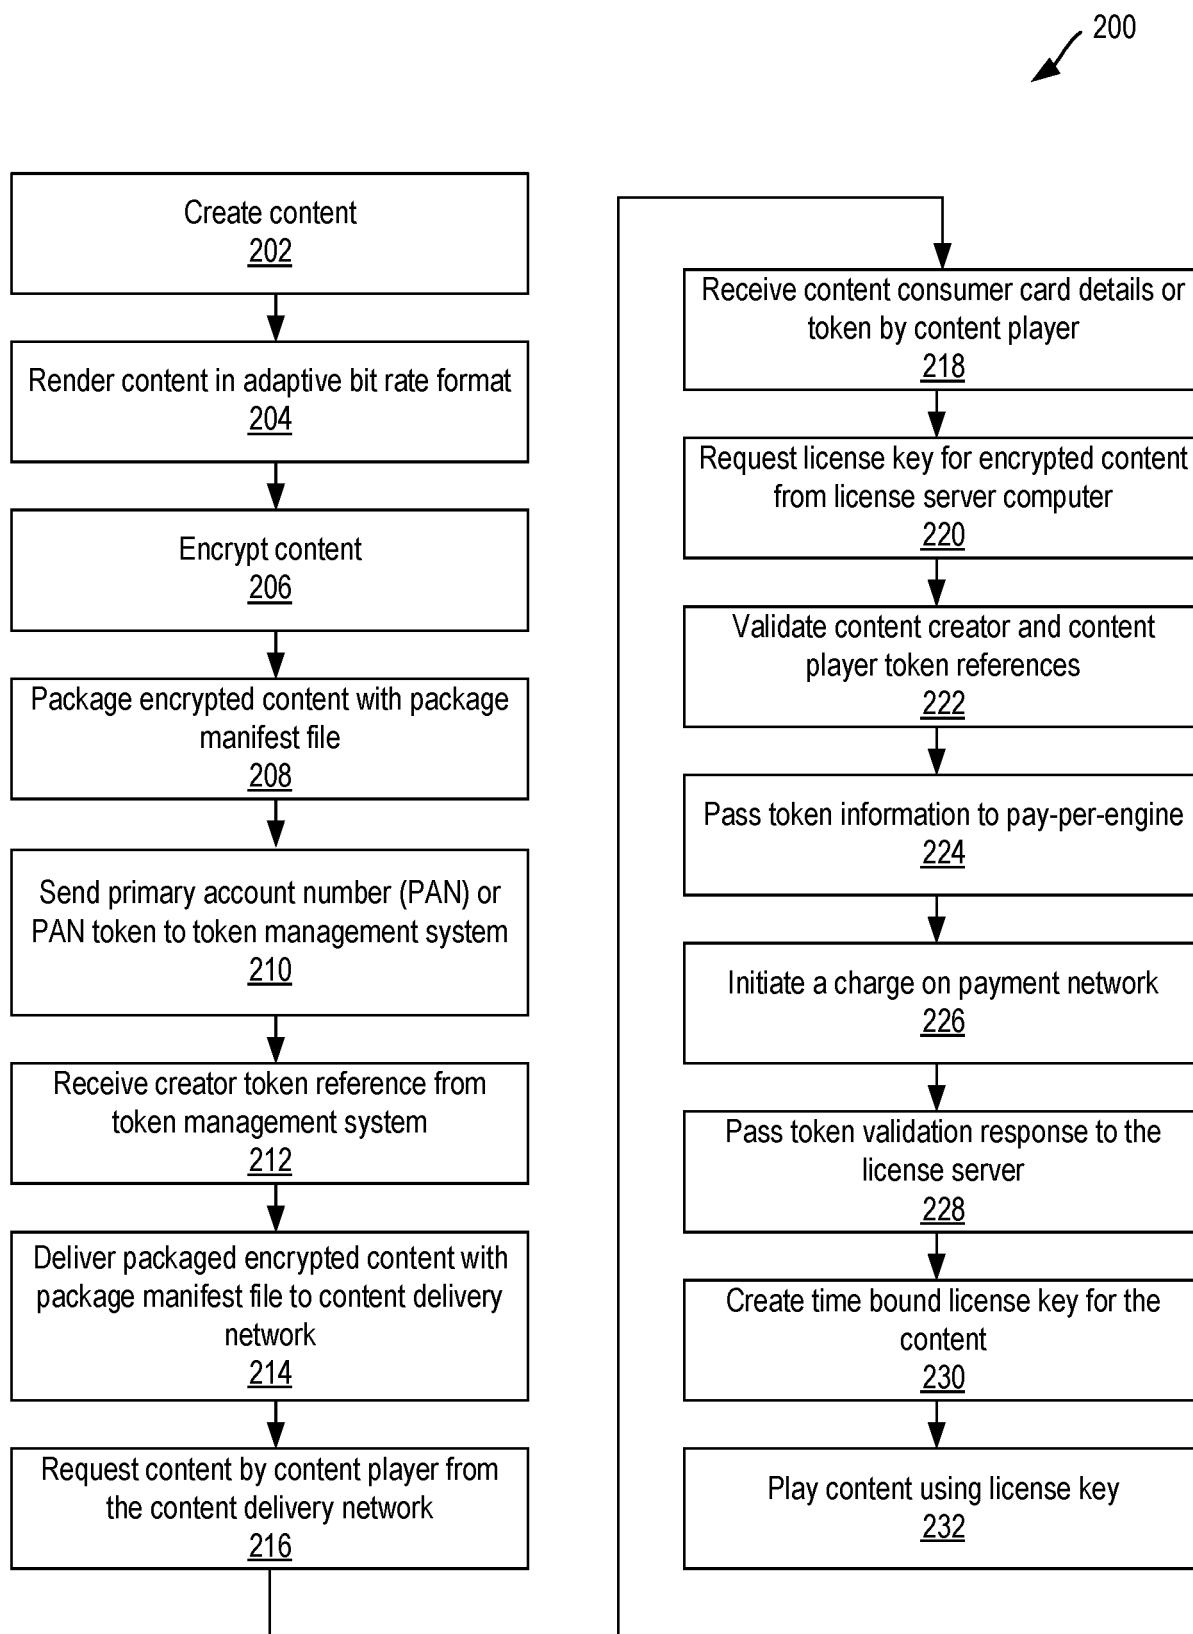 200
Create content
202
Render content in adaptive bit rate format
204
Encrypt content
206
Package encrypted content with package
manifest file
208
Send primary account number (PAN) or
PAN token to token management system
210
Receive creator token reference from
token management system
212
Deliver packaged encrypted content with
package manifest file to content delivery
network
214
Request content by content player from
the content delivery network
216
Receive content consumer card details or
token by content player
218
Request license key for encrypted content
from license server computer
220
Validate content creator and content
player token references
222
Pass token information to pay-per-engine
224
Initiate a charge on payment network
226
Pass token validation response to the
license server
228
Create time bound license key for the
content
230
Play content using license key
232